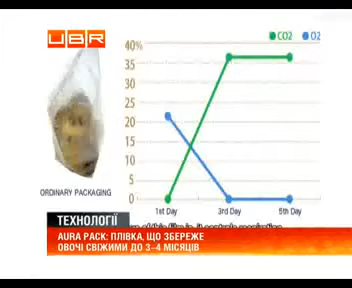 UBR
CO2 O2
40%
35
30
25
20
15
10
5
0
1st Day 3rd Day 5th Day
ORDINARY PACKAGING
ТЕХНОЛОГІЇ
AURA PACK: ПЛІВКА, ЩО ЗБЕРЕЖЕ
ОВОЧІ СВІЖИМИ ДО 3-4 МІСЯЦІВ